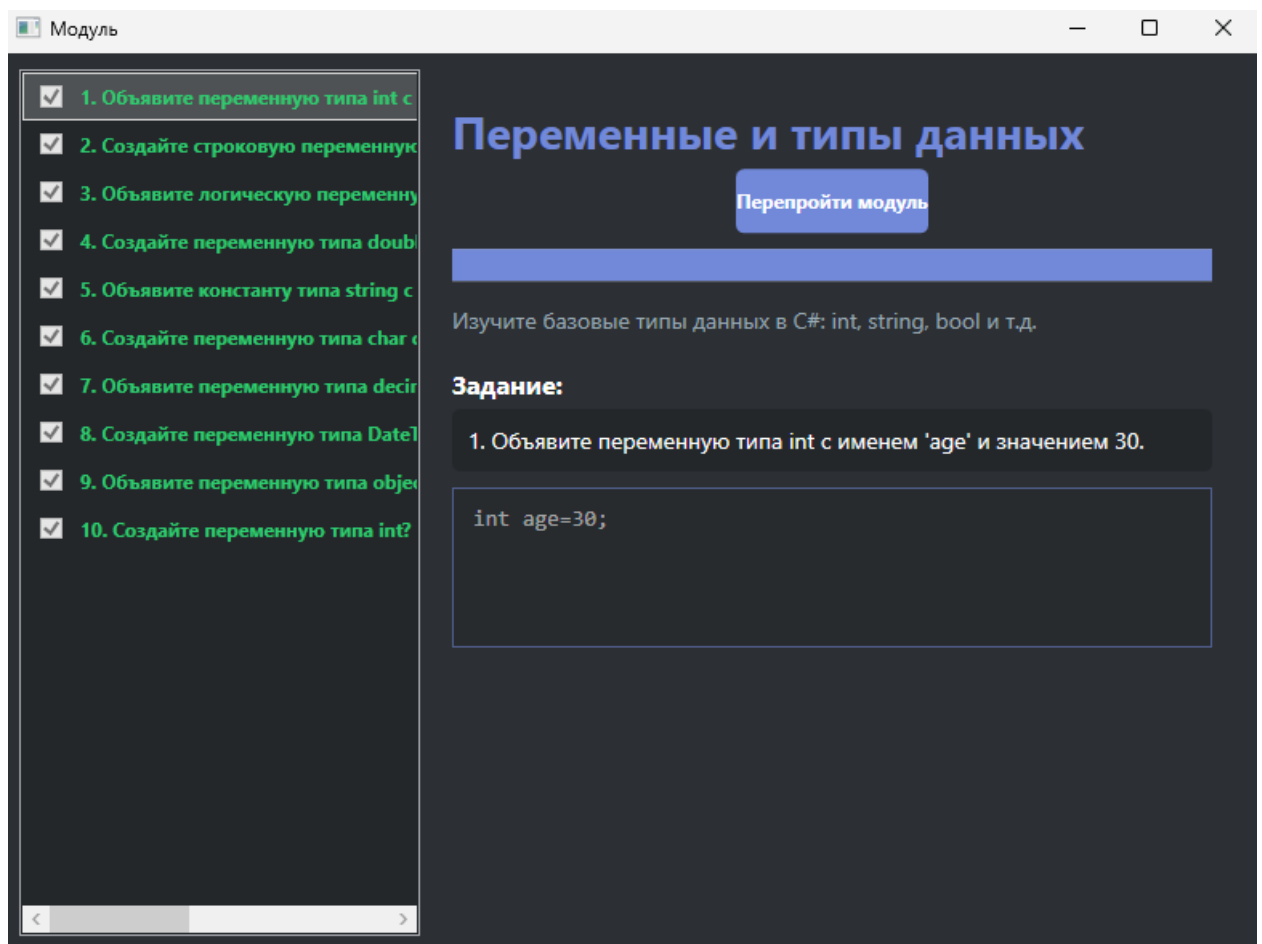 Модуль
1. Объявите переменную типа int с
2. Создайте строковую переменную
3. Объявите логическую переменну
4. Создайте переменную типа doubl
5. Объявите константу типа string с
6. Создайте переменную типа char с
7. Объявите переменную типа decir
8. Создайте переменную типа DateT
9. Объявите переменную типа objec
10. Создайте переменную типа int?
Переменные и типы данных
Перепройти модуль
Изучите базовые типы данных в C#: int, string, bool и т.д.
Задание:
1. Объявите переменную типа int с именем 'age' и значением 30.
int age=30;